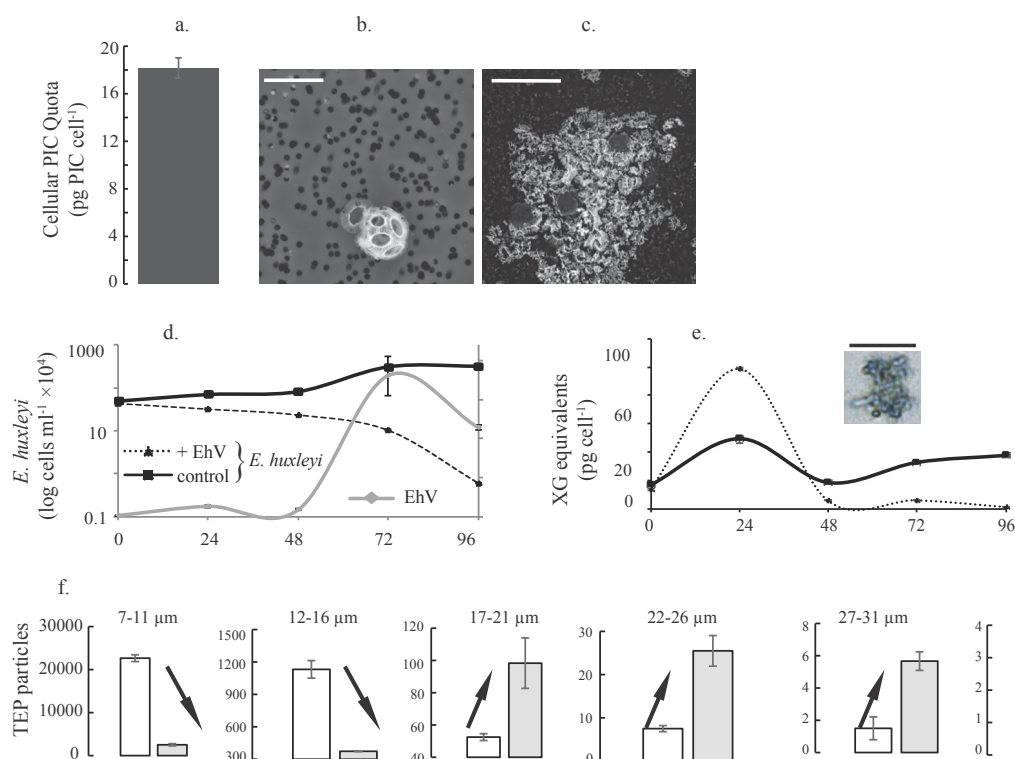 a.
b.
c.
Cellular PIC Quota
(pg PIC cell⁻¹)
20
16
12
8
4
0
d.
E. huxleyi
(log cells ml⁻¹ ×10⁴)
1000
10
0.1
+ EhV
control
} E. huxleyi
EhV
0
24
48
72
96
e.
XG equivalents
(pg cell⁻¹)
100
60
20
0
0
24
48
72
96
f.
TEP particles
7-11 µm
30000
20000
10000
0
12-16 µm
1500
1200
900
600
300
17-21 µm
120
100
80
60
40
22-26 µm
30
20
10
0
27-31 µm
8
6
4
2
0
4
3
2
1
0